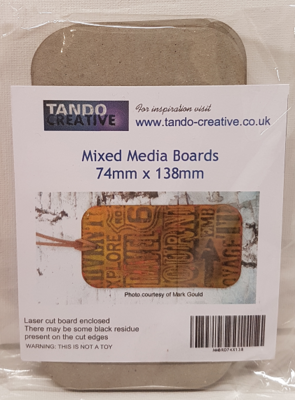 TANDO
CREATIVE
For inspiration visit
www.tando-creative.co.uk
Mixed Media Boards
74mm x 138mm
Photo courtesy of Mark Gould
Laser cut board enclosed
There may be some black residue
present on the cut edges
WARNING: THIS IS NOT A TOY